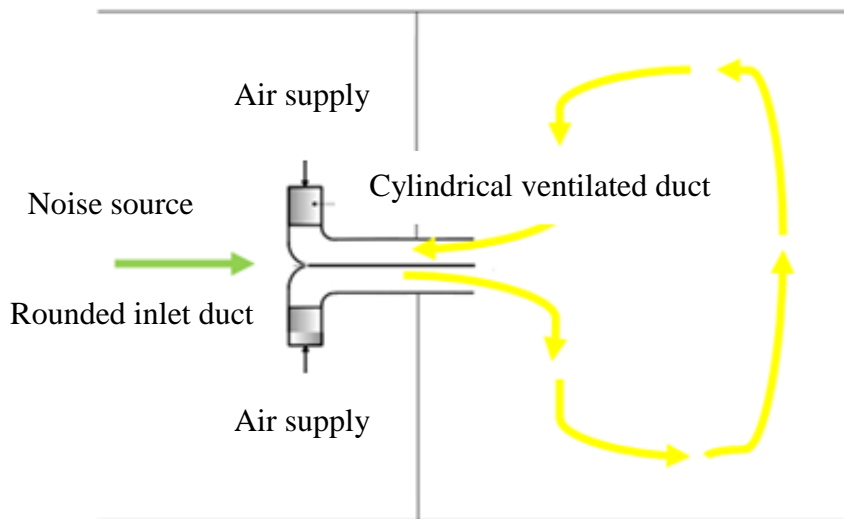 Air supply
Cylindrical ventilated duct
Noise source
Rounded inlet duct
Air supply